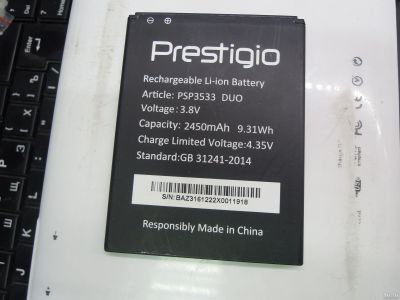 Prestigio
Rechargeable Li-ion Battery
Article: PSP3533 DUO
Voltage:3.8V
Capacity: 2450mAh 9.31Wh
Charge Limited Voltage:4.35V
Standard:GB 31241-2014
S/N: BAZ3161222X0011918
Responsibly Made in China